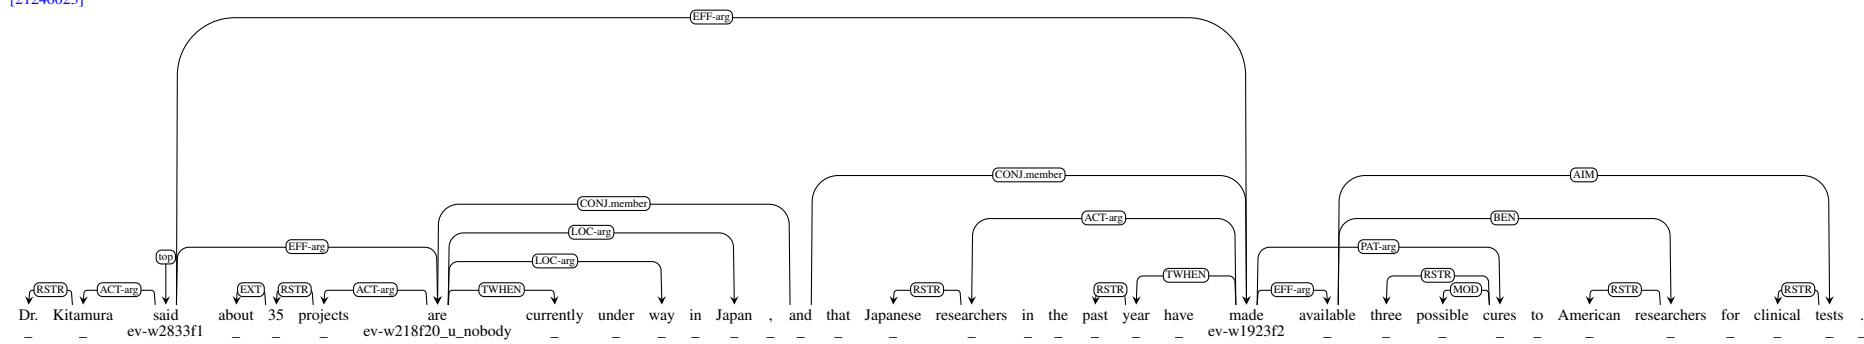 EFF-arg
CONJ.member AIM
CONJ.member
ACT-arg BEN
LOC-arg
EFF-arg PAT-arg
top
LOC-arg
TWHEN RSTR
RSTR ACT-arg EXT RSTR ACT-arg TWHEN RSTR RSTR EFF-arg MOD RSTR RSTR
Dr. Kitamura said about 35 projects are currently under way in Japan , and that Japanese researchers in the past year have made available three possible cures to American researchers for clinical tests .
_ _ ev-w2833f1 _ _ _ ev-w218f20_u_nobody _ _ _ _ _ _ _ _ _ _ _ _ _ _ _ ev-w1923f2 _ _ _ _ _ _ _ _ _ _ _